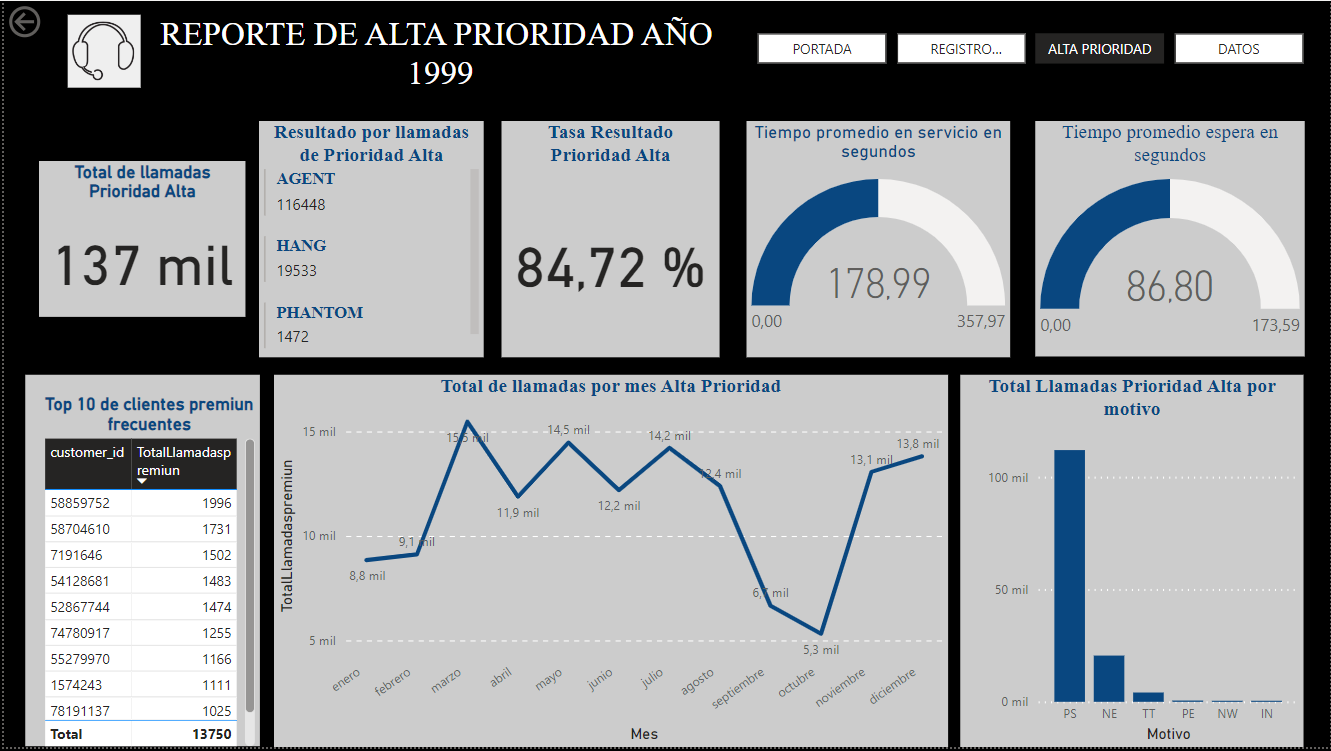 REPORTE DE ALTA PRIORIDAD AÑO
1999
PORTADA
REGISTRO...
ALTA PRIORIDAD
DATOS
Total de llamadas
Prioridad Alta
137 mil
Resultado por llamadas
de Prioridad Alta
AGENT
116448
HANG
19533
PHANTOM
1472
Tasa Resultado
Prioridad Alta
84,72 %
Tiempo promedio en servicio en
segundos
178,99
0,00
357,97
Tiempo promedio espera en
segundos
86,80
0,00
173,59
Top 10 de clientes premiun
frecuentes
customer_id TotalLlamadasp
remiun
58859752 1996
58704610 1731
7191646 1502
54128681 1483
52867744 1474
74780917 1255
55279970 1166
1574243 1111
78191137 1025
Total 13750
Total de llamadas por mes Alta Prioridad
TotalLlamadaspremiun
15 mil
10 mil
5 mil
8,8 mil
9,1 mil
15,5 mil
11,9 mil
14,5 mil
12,2 mil
14,2 mil
12,4 mil
5,3 mil
13,1 mil
13,8 mil
enero
febrero
marzo
abril
mayo
junio
julio
agosto
septiembre
octubre
noviembre
diciembre
Mes
Total Llamadas Prioridad Alta por
motivo
100 mil
50 mil
0 mil
PS
NE
TT
PE
NW
IN
Motivo